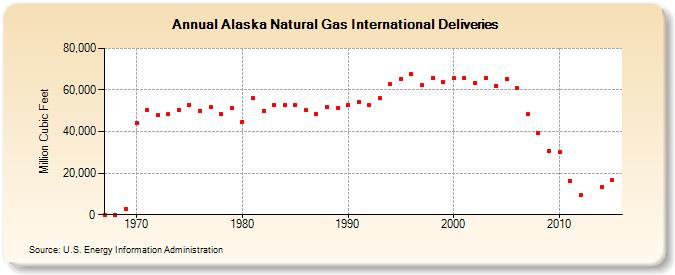 Annual Alaska Natural Gas International Deliveries
Million Cubic Feet
80,000
60,000
40,000
20,000
0
1970 1980 1990 2000 2010
Source: U.S. Energy Information Administration